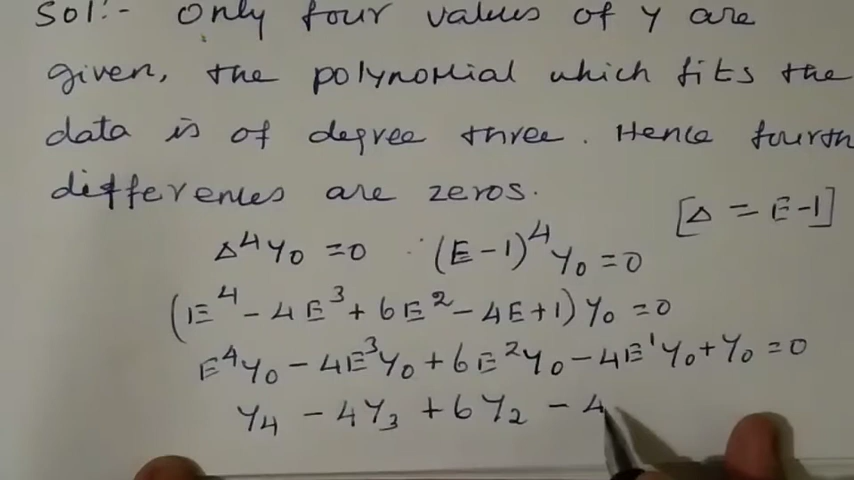 Sol:- Only four values of y are
given, the polynomial which fits the
data is of degree three. Hence fourth
differences are zeros.
[Δ = E-1]
Δ⁴y₀ = 0 ∴ (E-1)⁴ y₀ = 0
(E⁴ - 4E³ + 6E² - 4E + 1) y₀ = 0
E⁴y₀ - 4E³y₀ + 6E²y₀ - 4E¹y₀ + y₀ = 0
y₄ - 4y₃ + 6y₂ - 4